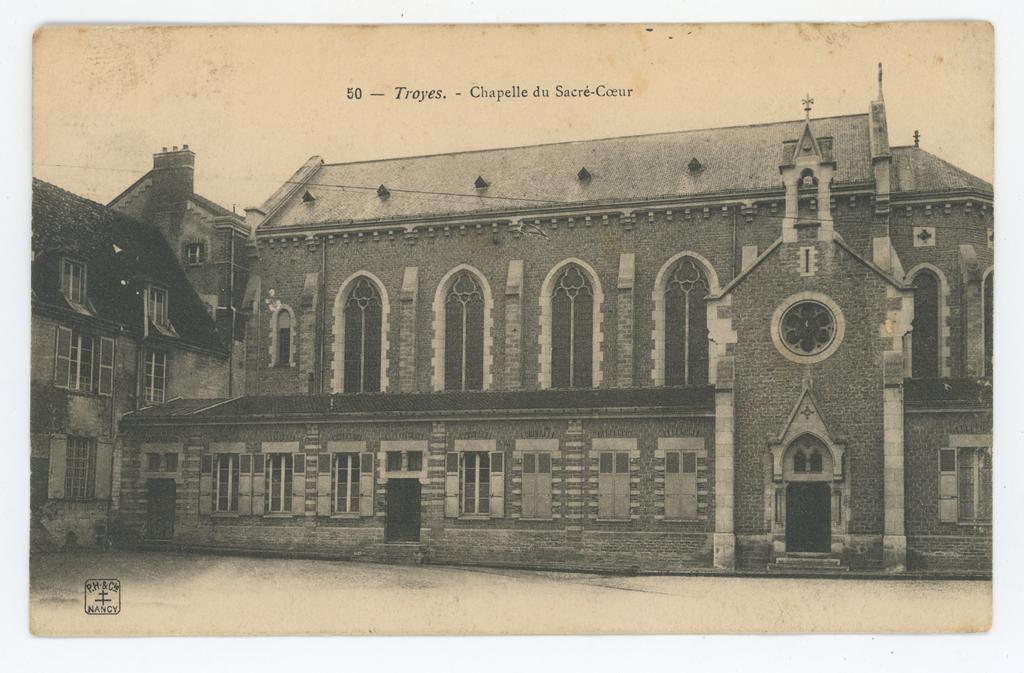 50 — Troyes. - Chapelle du Sacré-Cœur
P.H. & Cie
NANCY